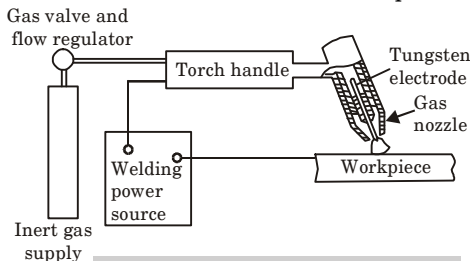 Gas valve and
flow regulator
Torch handle
Tungsten
electrode
Gas
nozzle
Welding
power
source
Workpiece
Inert gas
supply